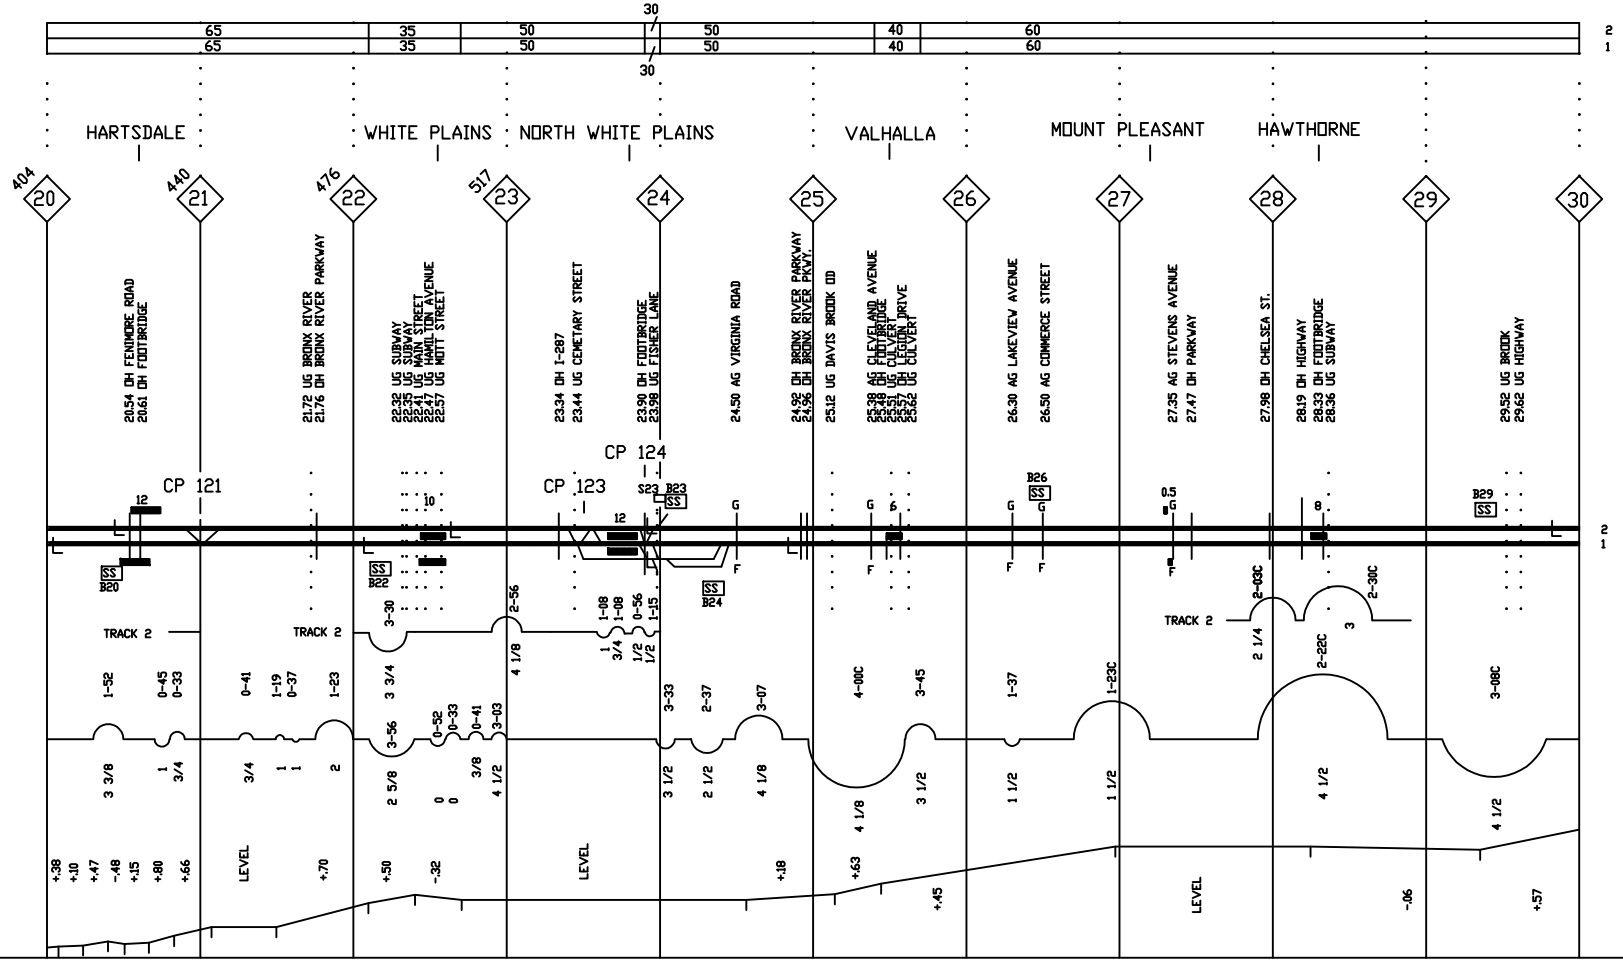 30
65 35 50 50 40 60 2
65 35 50 50 40 60 1
30
HARTSDALE WHITE PLAINS NORTH WHITE PLAINS VALHALLA MOUNT PLEASANT HAWTHORNE
404 440 476 517
20 21 22 23 24 25 26 27 28 29 30
20.54 OH FENIMORE ROAD
20.61 OH FOOTBRIDGE
21.72 UG BRONX RIVER
21.76 OH BRONX RIVER PARKWAY
22.32 UG SUBWAY
22.35 UG SUBWAY
22.41 UG MAIN STREET
22.47 UG HAMILTON AVENUE
22.57 UG MOTT STREET
23.34 OH I-287
23.44 UG CEMETARY STREET
23.90 OH FOOTBRIDGE
23.98 UG FISHER LANE
24.50 AG VIRGINIA ROAD
24.92 OH BRONX RIVER PARKWAY
24.96 OH BRONX RIVER PKWY.
25.12 UG DAVIS BROOK OD
25.38 AG CLEVELAND AVENUE
25.48 OH FOOTBRIDGE
25.51 UG CULVERT
25.57 OH LEGION DRIVE
25.62 UG CULVERT
26.30 AG LAKEVIEW AVENUE
26.50 AG COMMERCE STREET
27.35 AG STEVENS AVENUE
27.47 OH PARKWAY
27.98 OH CHELSEA ST.
28.19 OH HIGHWAY
28.33 OH FOOTBRIDGE
28.36 UG SUBWAY
29.52 UG BROOK
29.62 UG HIGHWAY
CP 124
CP 121 CP 123
B26
SS
S23 B23
SS
B29
SS
12 10 12 G G 6 G G 0.5 G 8
2
1
F F F F F
SS
B20
SS
B22
SS
B24
TRACK 2 TRACK 2 TRACK 2
3-30 2-56 1-08 1-08 0-56 1-15 2-03C 2-30C
3 3/4 4 1/8 1 3/4 1/2 1/2 2 1/4 3
1-52 0-45 0-33 0-41 1-19 0-37 1-23 3-56 0-52 0-33 0-41 3-03 3-33 2-37 3-07 4-00C 3-45 1-37 1-23C 2-22C 3-08C
3 3/8 1 3/4 3/4 1 1 2 2 5/8 0 0 3/8 4 1/2 3 1/2 2 1/2 4 1/8 4 1/8 3 1/2 1 1/2 1 1/2 4 1/2 4 1/2
+.38 +.10 +.47 -.48 +.15 +.80 +.66 LEVEL +.70 +.50 -.32 LEVEL +.18 +.63 +.45 LEVEL -.06 +.57